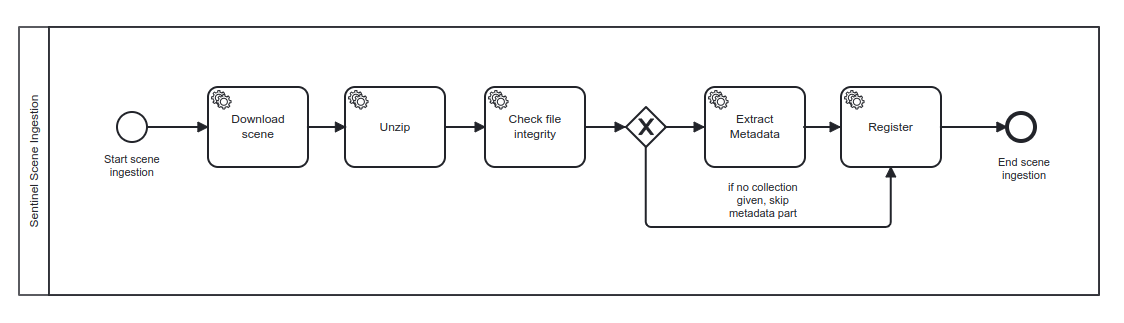 Sentinel Scene Ingestion
Start scene
ingestion
Download
scene
Unzip
Check file
integrity
X
Extract
Metadata
if no collection
given, skip
metadata part
Register
End scene
ingestion